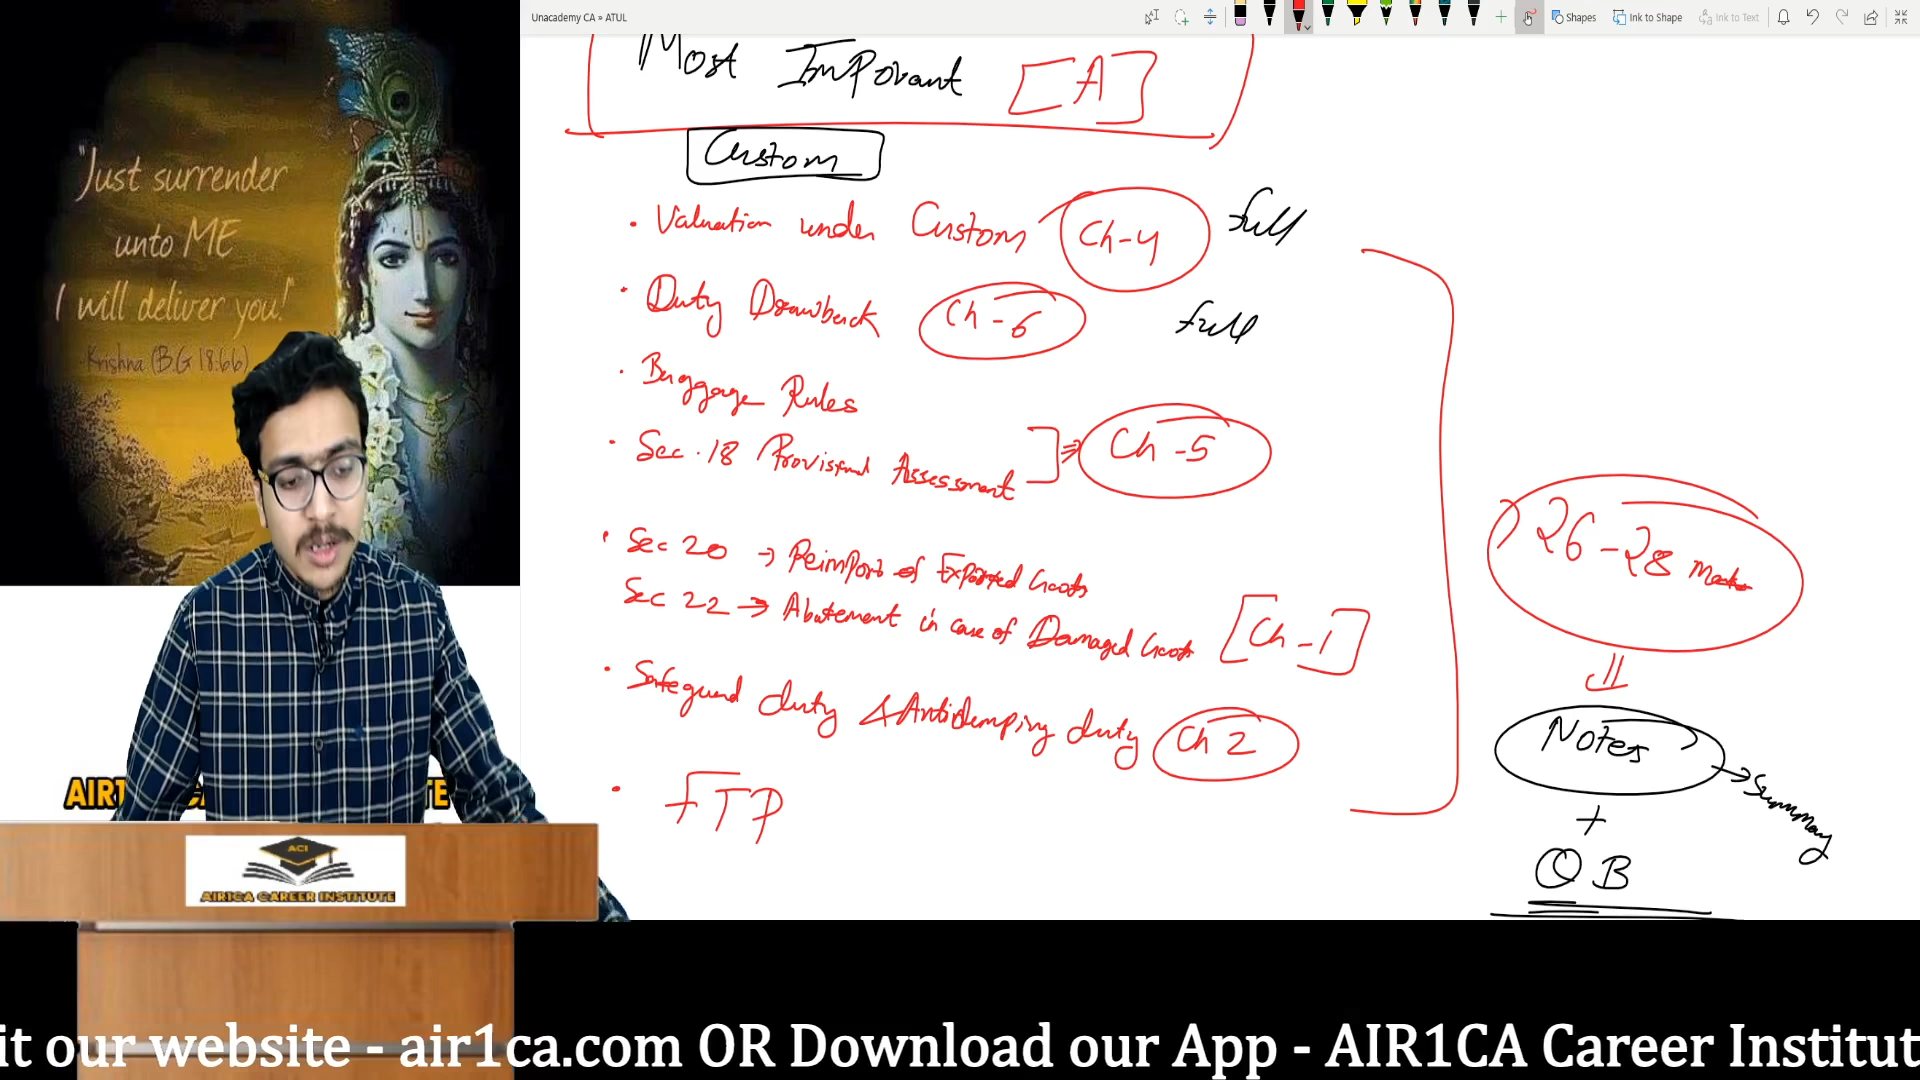 Unacademy CA » ATUL
Shapes
Ink to Shape
Ink to Text
Most Imporant [A]
Custom
• Valuation under Custom Ch-4 → full
• Duty Drawback Ch-6 full
• Baggage Rules
• Sec. 18 Provisional Assessment ⇒ Ch-5
• Sec 20 → Reimport of Exported Goods
Sec 22 → Abatement in case of Damaged Goods [Ch-1]
• Safeguard duty & Antidumping duty Ch 2
• FTP
26-28 Marks
Notes → Summary
+
QB
"Just surrender
unto ME
I will deliver you!"
-Krishna (B.G 18:66)
ACI
AIR1CA CAREER INSTITUTE
it our website - air1ca.com OR Download our App - AIR1CA Career Institut